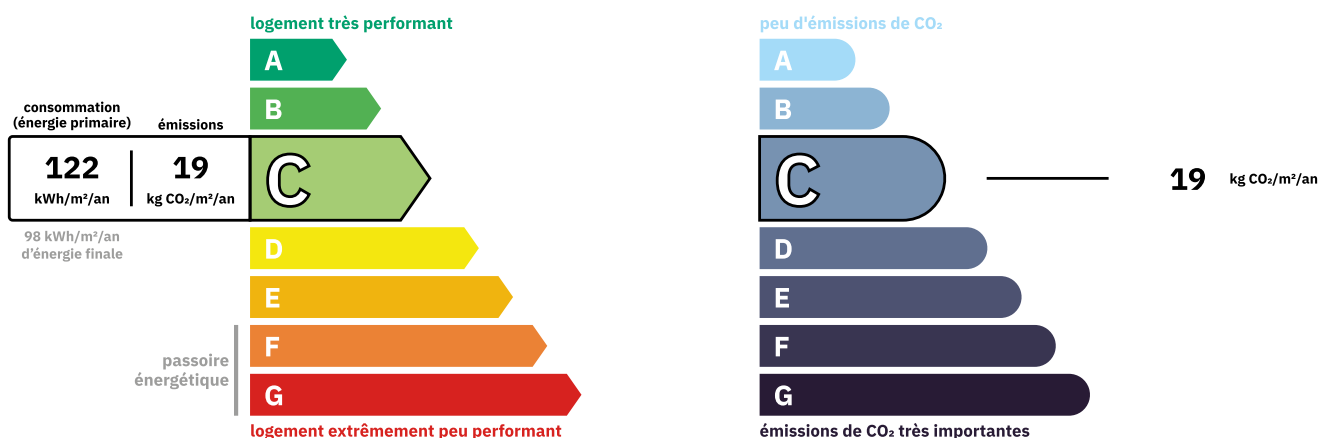 logement très performant
A
B
consommation
(énergie primaire)
émissions
122
kWh/m²/an
19
kg CO₂/m²/an
C
98 kWh/m²/an
d'énergie finale
D
E
passoire
énergétique
F
G
logement extrêmement peu performant
peu d'émissions de CO₂
A
B
C
19 kg CO₂/m²/an
D
E
F
G
émissions de CO₂ très importantes